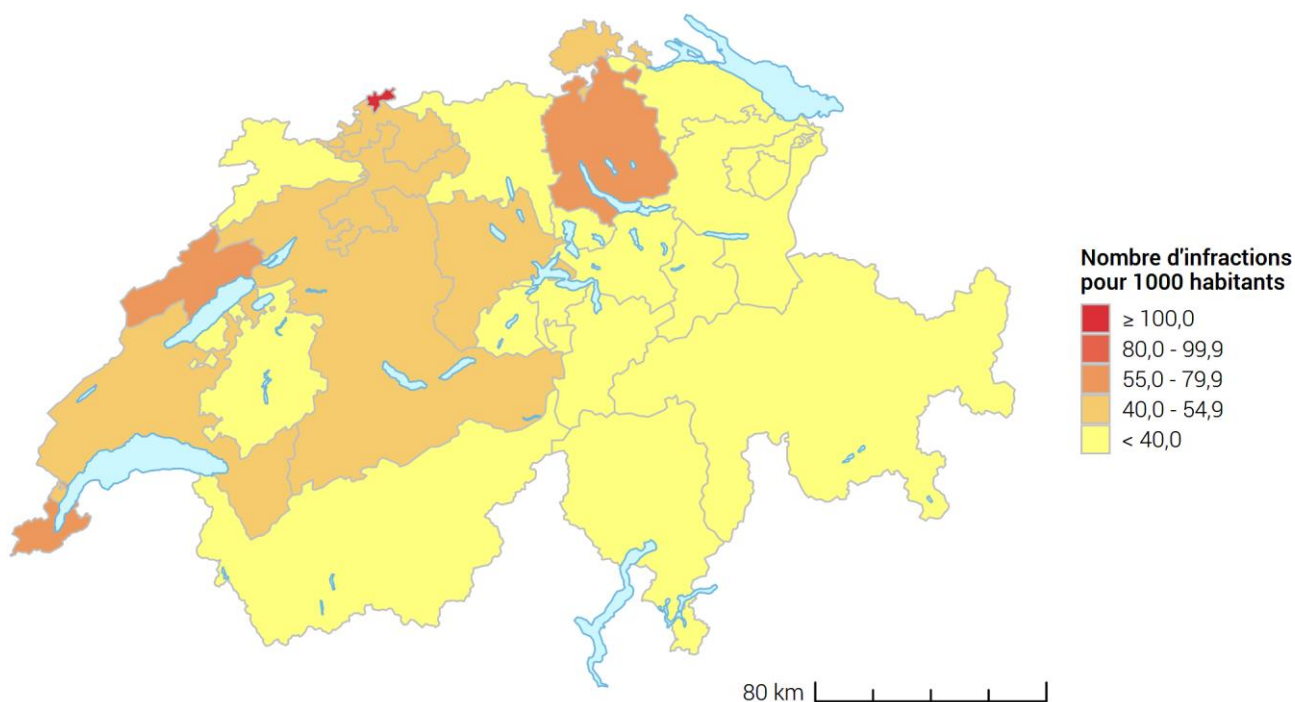 Nombre d'infractions
pour 1000 habitants
≥ 100,0
80,0 - 99,9
55,0 - 79,9
40,0 - 54,9
< 40,0
80 km